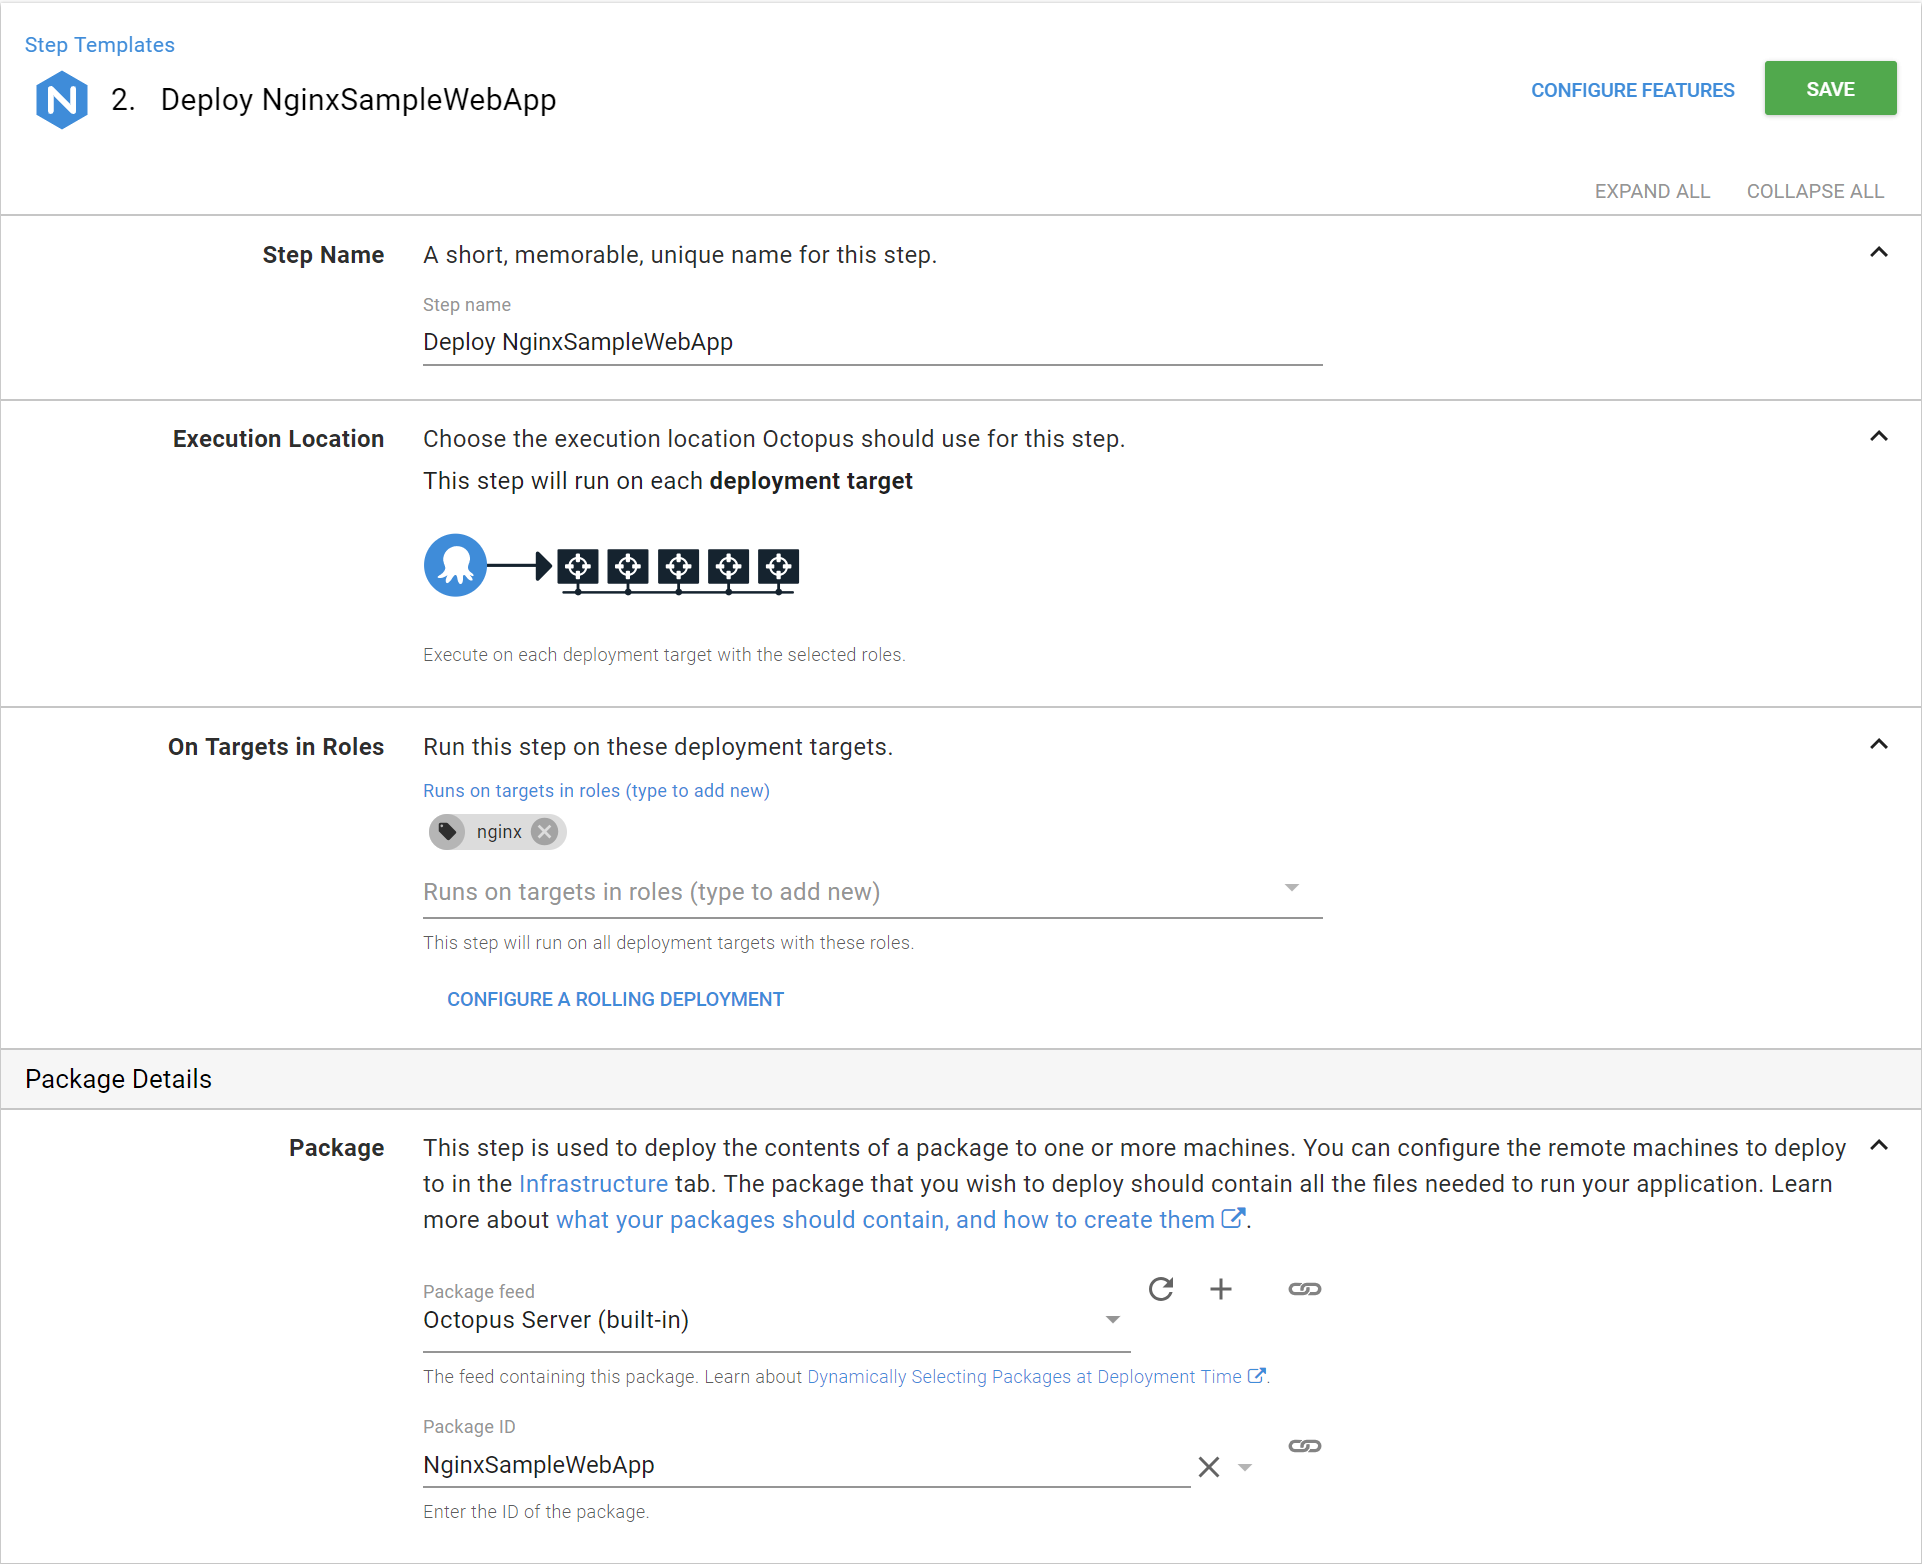 Step Templates
N 2. Deploy NginxSampleWebApp
CONFIGURE FEATURES
SAVE
EXPAND ALL
COLLAPSE ALL
Step Name
A short, memorable, unique name for this step.
Step name
Deploy NginxSampleWebApp
Execution Location
Choose the execution location Octopus should use for this step.
This step will run on each deployment target
Execute on each deployment target with the selected roles.
On Targets in Roles
Run this step on these deployment targets.
Runs on targets in roles (type to add new)
nginx
Runs on targets in roles (type to add new)
This step will run on all deployment targets with these roles.
CONFIGURE A ROLLING DEPLOYMENT
Package Details
Package
This step is used to deploy the contents of a package to one or more machines. You can configure the remote machines to deploy
to in the Infrastructure tab. The package that you wish to deploy should contain all the files needed to run your application. Learn
more about what your packages should contain, and how to create them.
Package feed
Octopus Server (built-in)
The feed containing this package. Learn about Dynamically Selecting Packages at Deployment Time.
Package ID
NginxSampleWebApp
Enter the ID of the package.